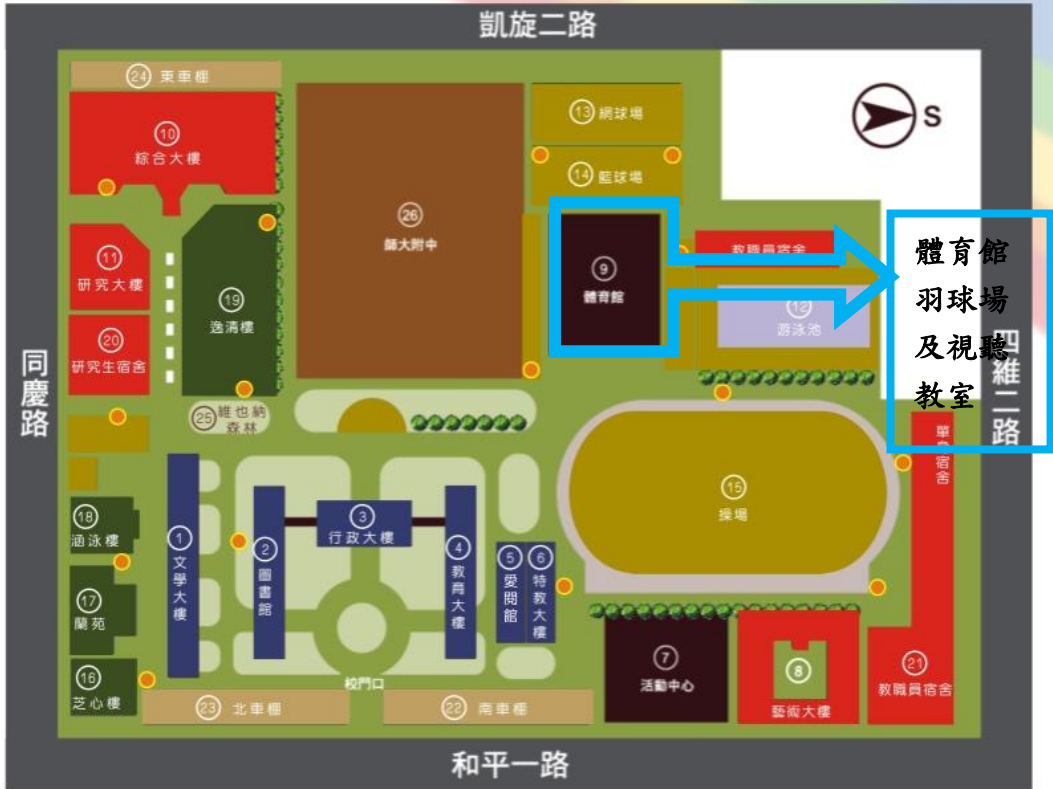 凱旋二路
24 東車棚
10
綜合大樓
26
師大附中
13 網球場
14 籃球場
S
9
體育館
教職員宿舍
12
游泳池
體育館
羽球場
及視聽
教室
四維二路
同慶路
11
研究大樓
20
研究生宿舍
19
逸清樓
25 維也納
森林
單身宿舍
15
操場
18
涵泳樓
17
蘭苑
16
芝心樓
1 文學大樓
2 圖書館
3
行政大樓
4 教育大樓
5 愛閱館
6 特教大樓
7
活動中心
8
藝術大樓
21
教職員宿舍
校門口
23 北車棚
22 南車棚
和平一路